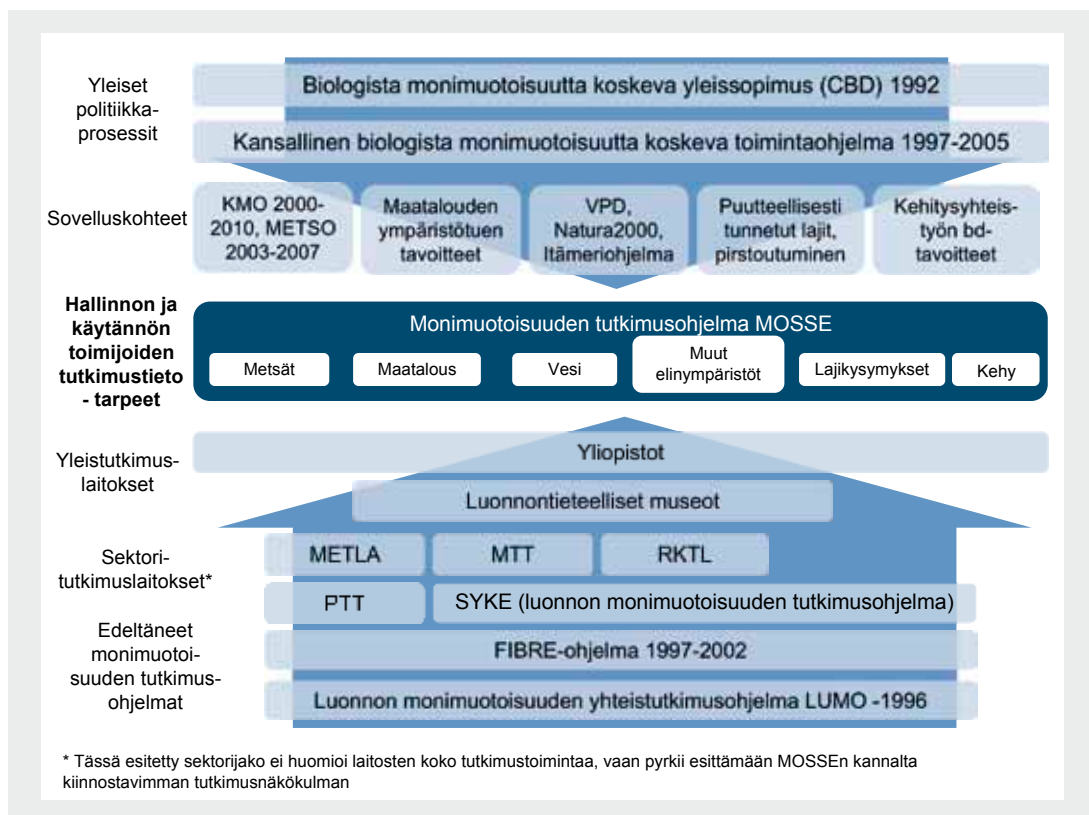 Yleiset
politiikka-
prosessit
Biologista monimuotoisuutta koskeva yleissopimus (CBD) 1992
Kansallinen biologista monimuotoisuutta koskeva toimintaohjelma 1997-2005
Sovelluskohteet
KMO 2000-
2010, METSO
2003-2007
Maatalouden
ympäristötuen
tavoitteet
VPD,
Natura2000,
Itämeriohjelma
Puutteellisesti
tunnetut lajit,
pirstoutuminen
Kehitysyhteis-
työn bd-
tavoitteet
Hallinnon ja
käytännön
toimijoiden
tutkimustieto
- tarpeet
Monimuotoisuuden tutkimusohjelma MOSSE
Metsät
Maatalous
Vesi
Muut
elinympäristöt
Lajikysymykset
Kehy
Yleistutkimus-
laitokset
Yliopistot
Luonnontieteelliset museot
Sektori-
tutkimuslaitokset*
METLA
MTT
RKTL
PTT
SYKE (luonnon monimuotoisuuden tutkimusohjelma)
Edeltäneet
monimuotoi-
suuden tutkimus-
ohjelmat
FIBRE-ohjelma 1997-2002
Luonnon monimuotoisuuden yhteistutkimusohjelma LUMO -1996
* Tässä esitetty sektorijako ei huomioi laitosten koko tutkimustoimintaa, vaan pyrkii esittämään MOSSEn kannalta
kiinnostavimman tutkimusnäkökulman